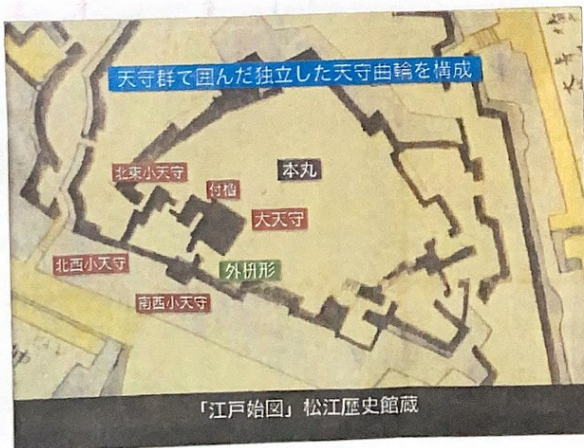 天守群で囲んだ独立した天守曲輪を構成
北東小天守
付櫓
本丸
大天守
北西小天守
外枡形
南西小天守
「江戸始図」松江歴史館蔵